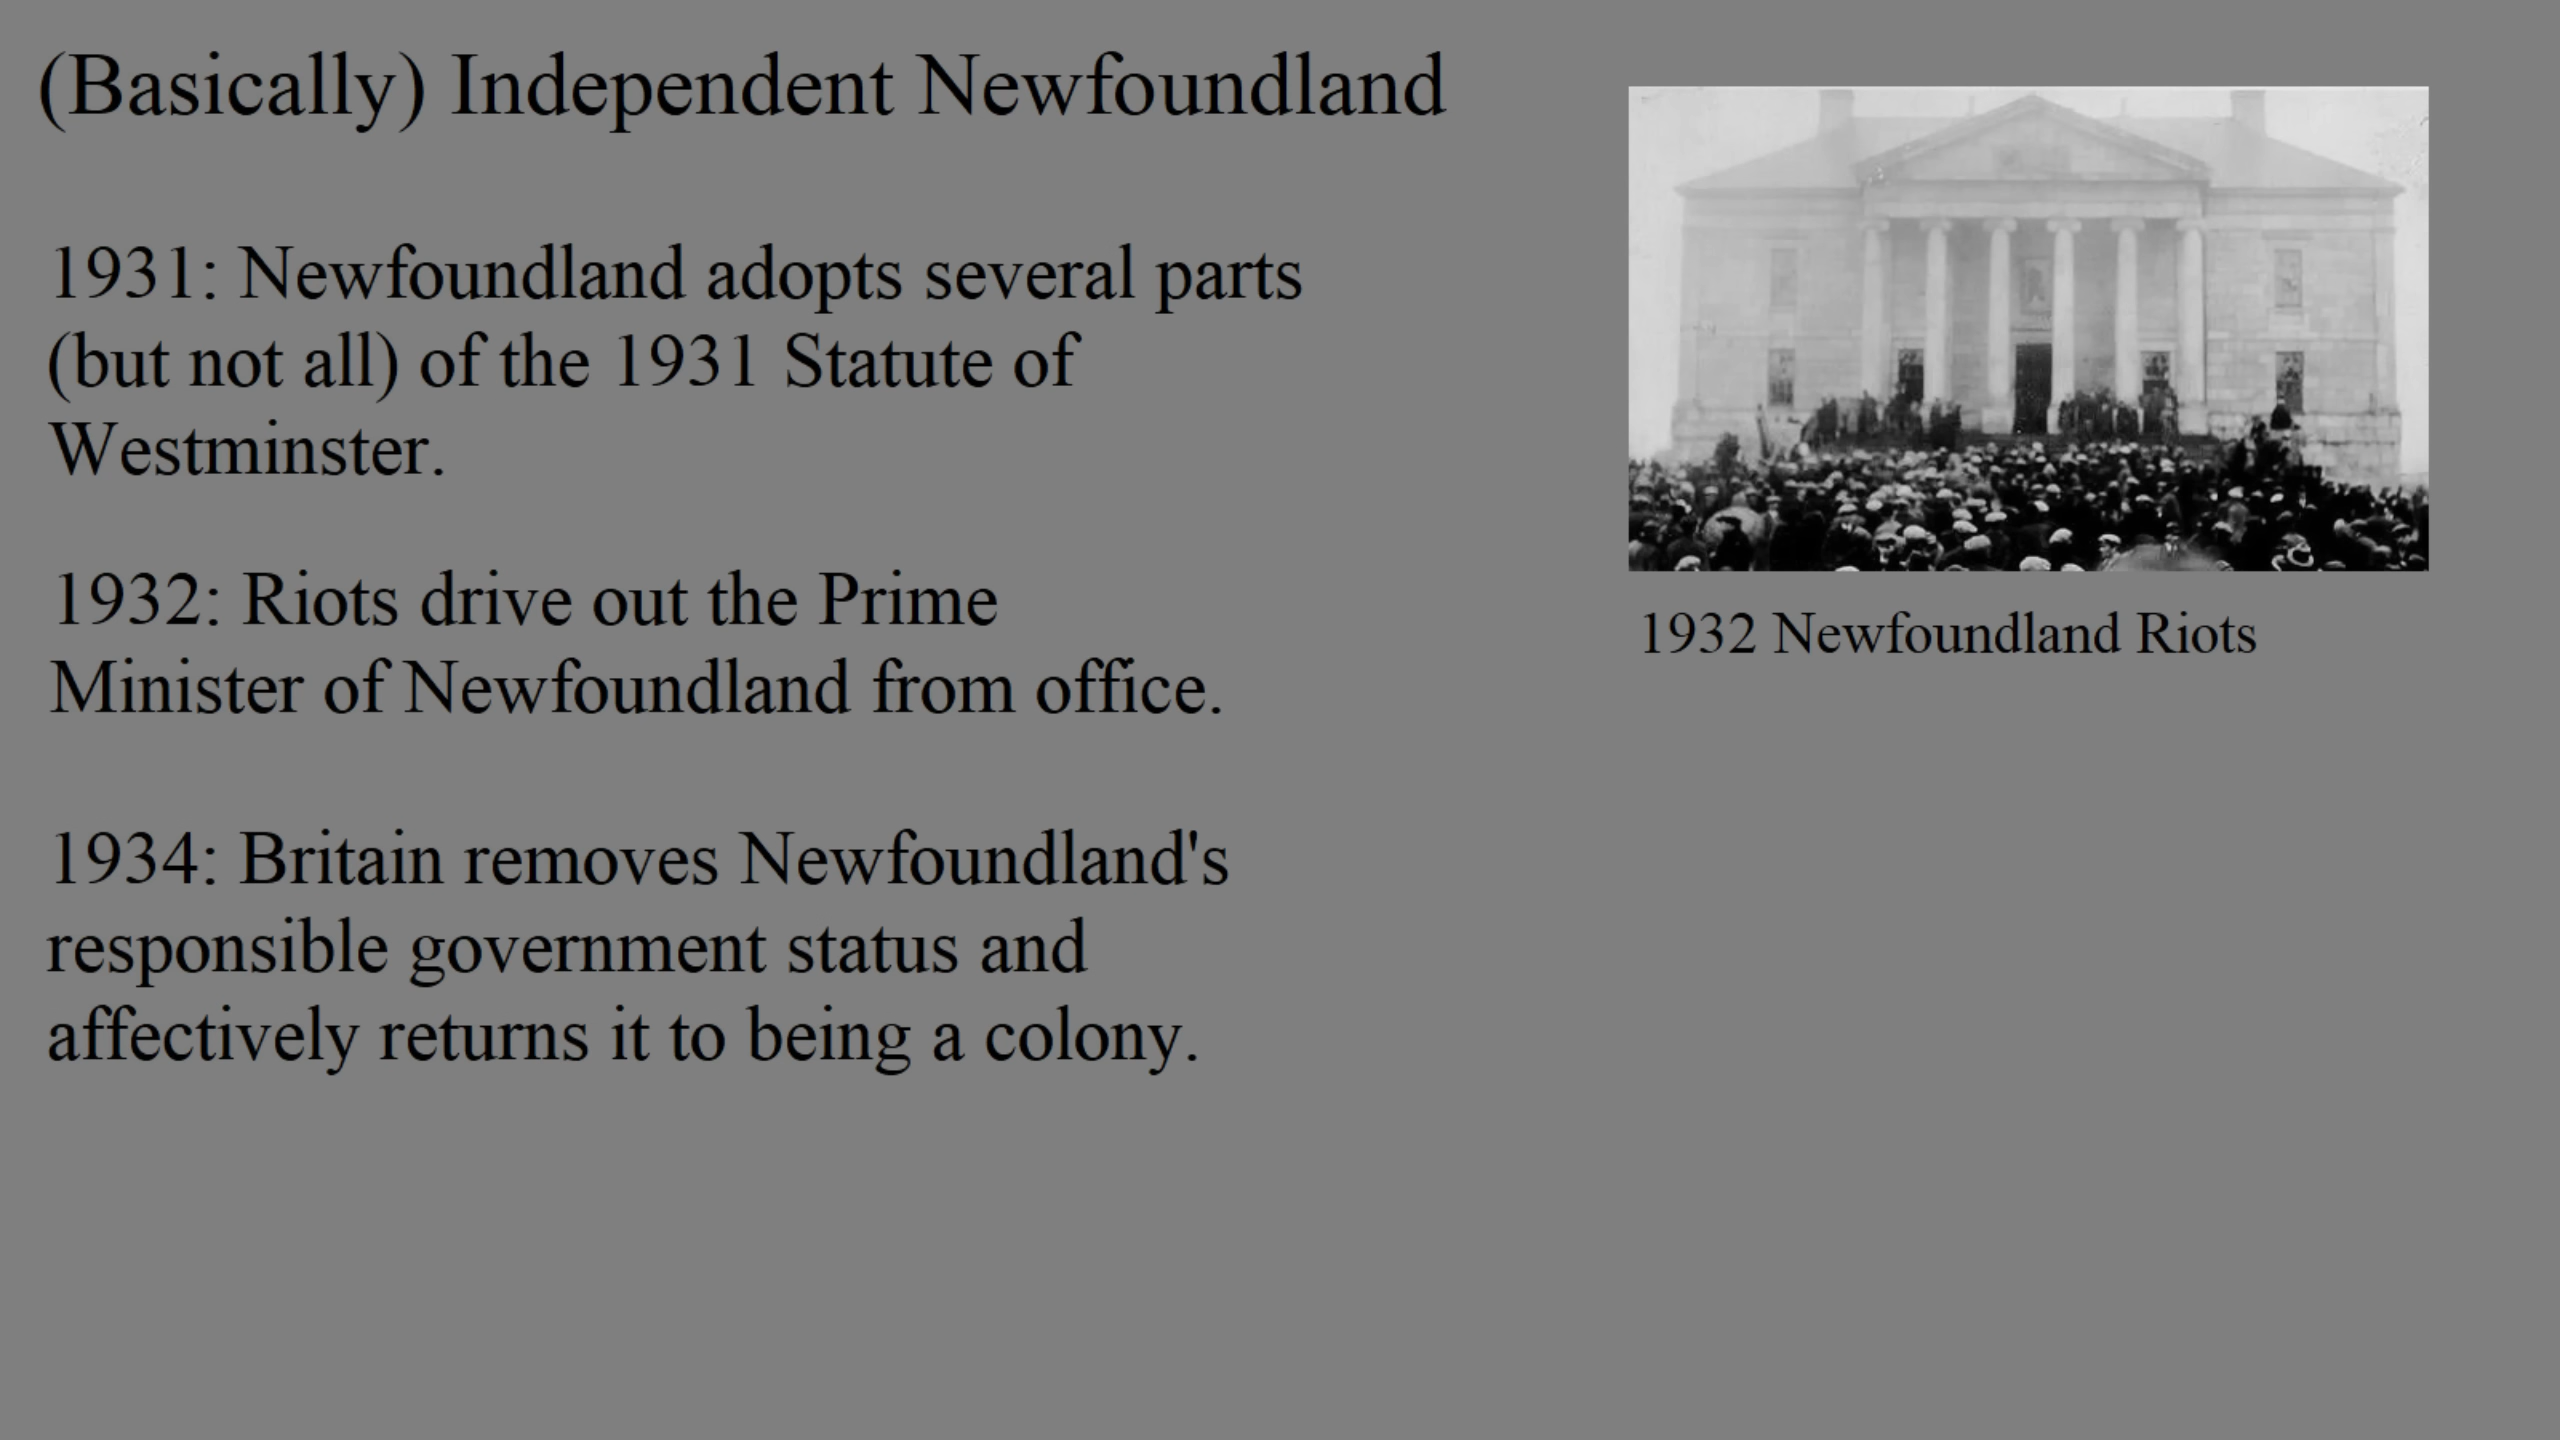 (Basically) Independent Newfoundland
1931: Newfoundland adopts several parts
(but not all) of the 1931 Statute of
Westminster.
1932: Riots drive out the Prime
Minister of Newfoundland from office.
1934: Britain removes Newfoundland's
responsible government status and
affectively returns it to being a colony.
1932 Newfoundland Riots